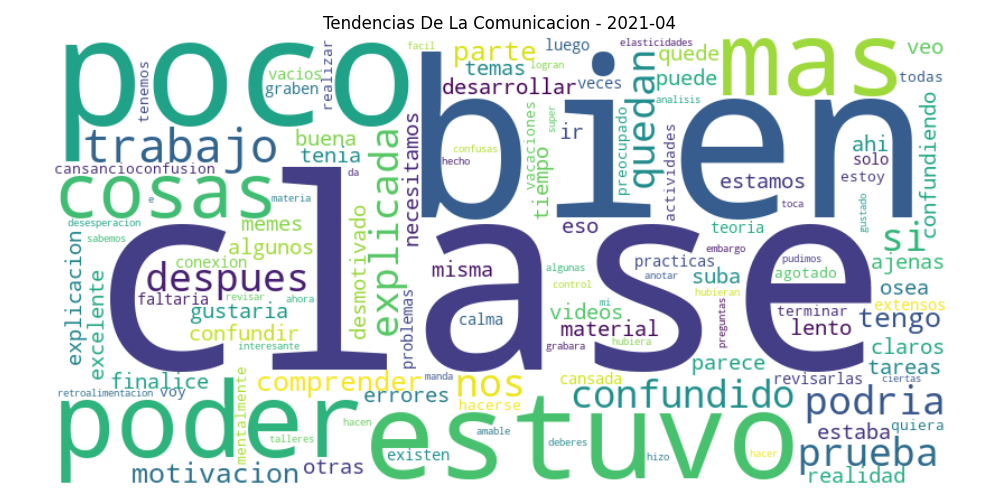 Tendencias De La Comunicacion - 2021-04
poco
bien
mas
clase
facil
parte
luego
elasticidades
quede
veo
vacios
graben
realizar
tenemos
temas
logran
desarrollar
veces
puede
todas
analisis
trabajo
buena
tenia
explicada
necesitamos
confusas
hecho
super
vacaciones
tiempo
ir
preocupado
quedan
actividades
ahi
solo
estoy
confundiendo
cansancioconfusion
cosas
da
e
materia
estamos
toca
gustado
desesperacion
sabemos
memes
algunos
conexion
despues
desmotivado
eso
teoria
si
embargo
explicacion
excelente
faltaria
revisar
ahora
gustaria
confundir
interesante
problemas
misma
calma
algunas
control
mi
practicas
anotar
suba
hubieran
pudimos
agotado
ajenas
osea
extensos
videos
material
grabara
hubiera
preguntas
terminar
lento
tengo
claros
parece
tareas
finalice
retroalimentacion
voy
mentalmente
comprender
manda
errores
nos
hacerse
cansada
confundido
revisarlas
ciertas
podria
poder
talleres
hacen
estuvo
existen
amable
deberes
hizo
hacer
estaba
quiera
prueba
motivacion
otras
realidad